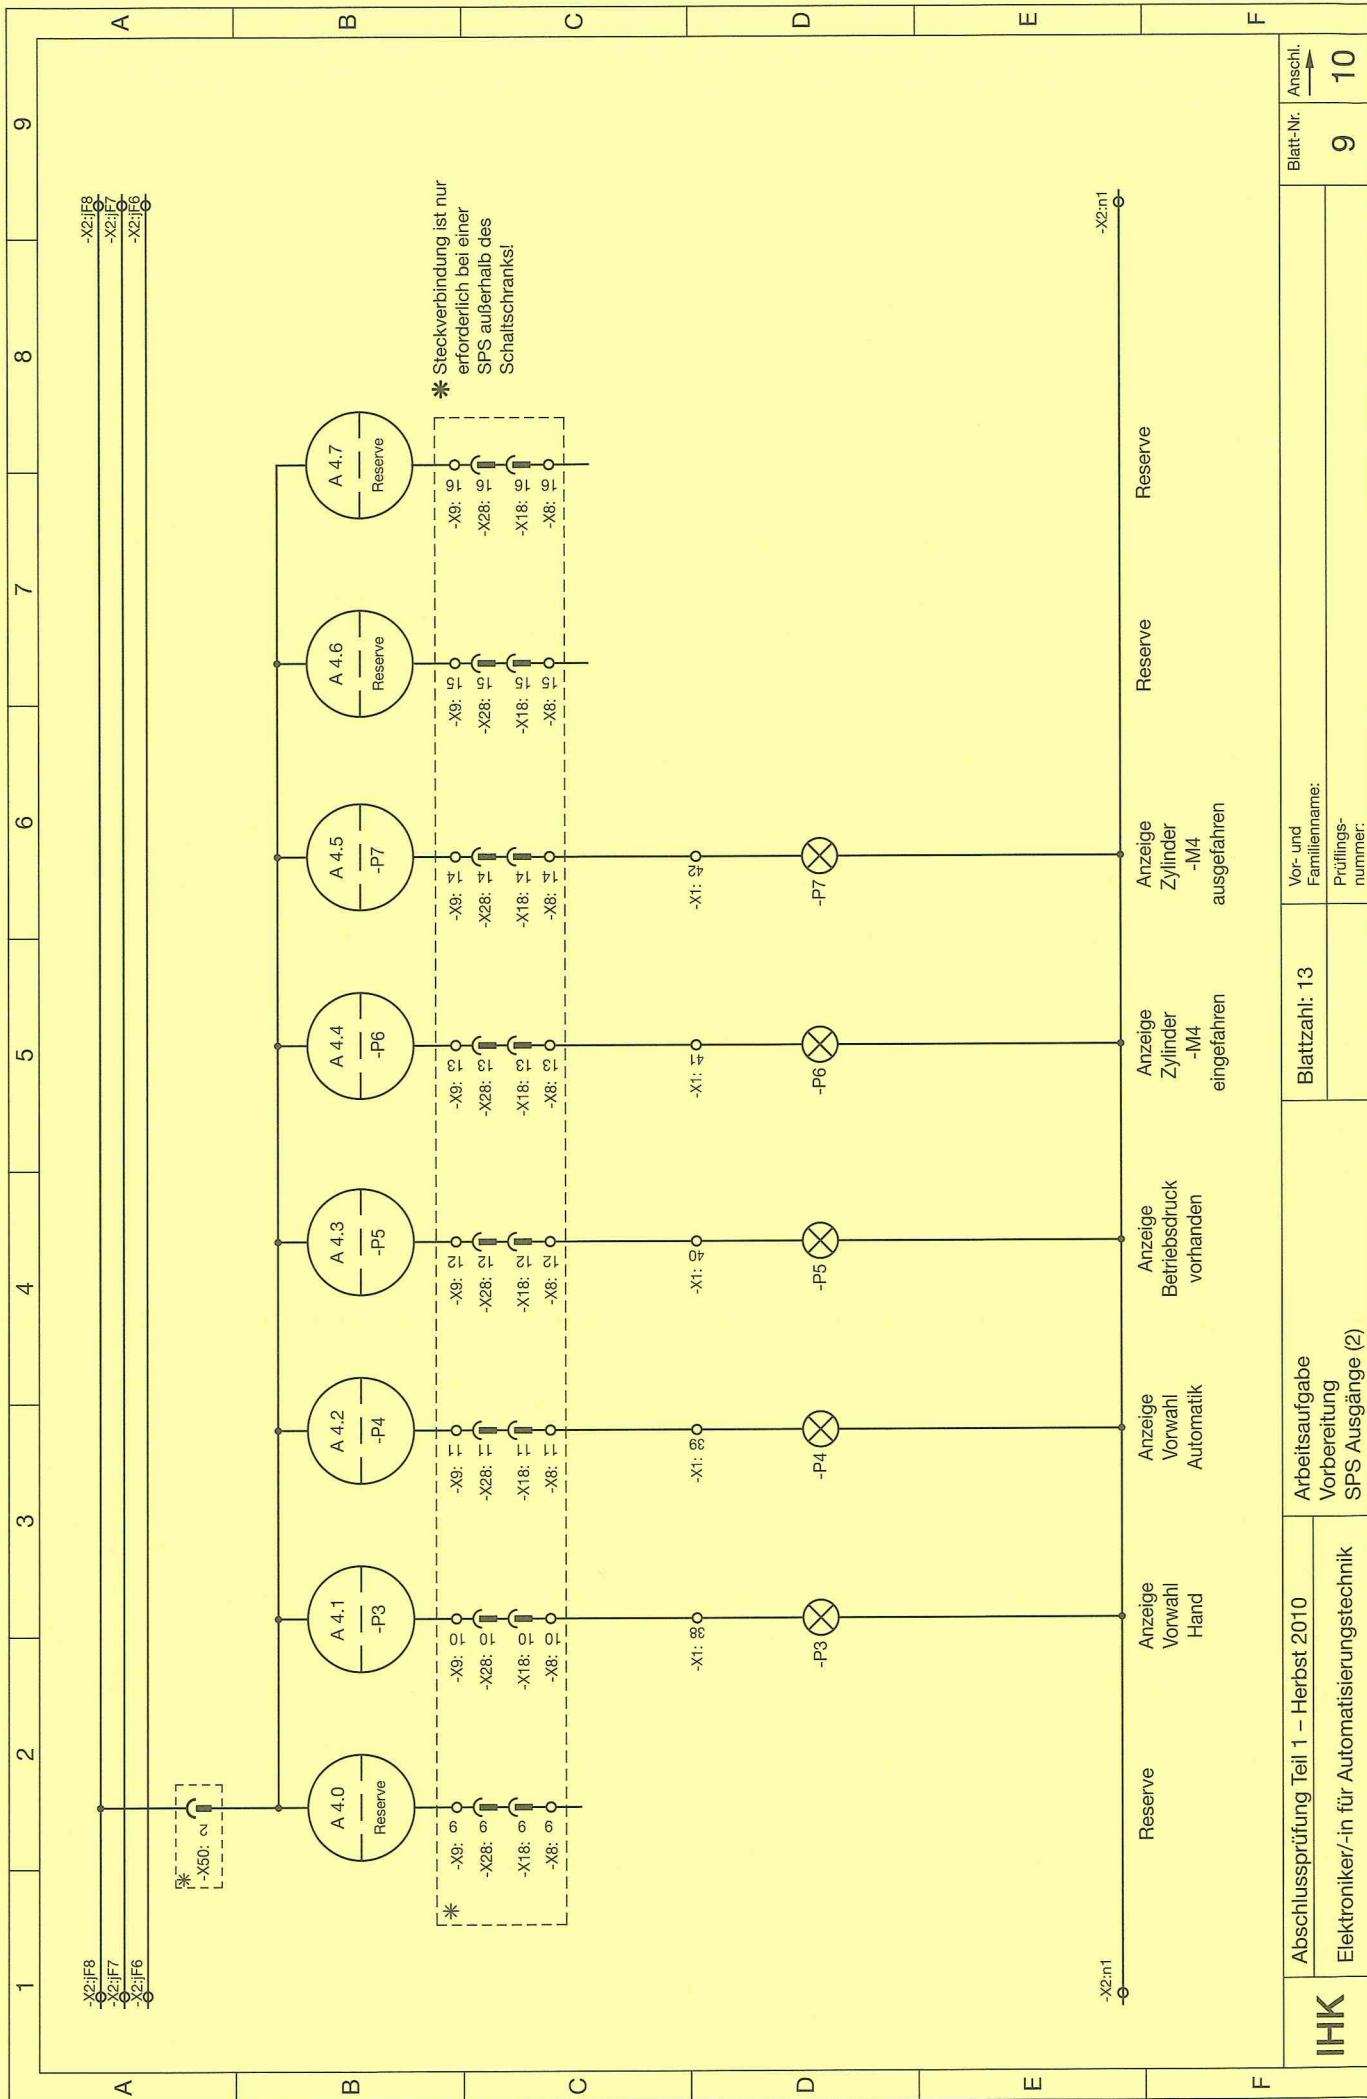 1 2 3 4 5 6 7 8 9
A
B
C
D
E
F
A
B
C
D
E
F
-X2:jF8
-X2:jF7
-X2:jF6
-X2:jF8
-X2:jF7
-X2:jF6
*
-X50: 2
A 4.0
Reserve
A 4.1
-P3
A 4.2
-P4
A 4.3
-P5
A 4.4
-P6
A 4.5
-P7
A 4.6
Reserve
A 4.7
Reserve
* Steckverbindung ist nur
erforderlich bei einer
SPS außerhalb des
Schaltschranks!
*
-X9: 9
-X28: 9
-X18: 9
-X8: 9
-X9: 10
-X28: 10
-X18: 10
-X8: 10
-X9: 11
-X28: 11
-X18: 11
-X8: 11
-X9: 12
-X28: 12
-X18: 12
-X8: 12
-X9: 13
-X28: 13
-X18: 13
-X8: 13
-X9: 14
-X28: 14
-X18: 14
-X8: 14
-X9: 15
-X28: 15
-X18: 15
-X8: 15
-X9: 16
-X28: 16
-X18: 16
-X8: 16
-X1: 38
-X1: 39
-X1: 40
-X1: 41
-X1: 42
-P3
-P4
-P5
-P6
-P7
-X2:n1
-X2:n1
Reserve
Anzeige
Vorwahl
Hand
Anzeige
Vorwahl
Automatik
Anzeige
Betriebsdruck
vorhanden
Anzeige
Zylinder
-M4
eingefahren
Anzeige
Zylinder
-M4
ausgefahren
Reserve
Reserve
IHK
Abschlussprüfung Teil 1 – Herbst 2010
Elektroniker/-in für Automatisierungstechnik
Arbeitsaufgabe
Vorbereitung
SPS Ausgänge (2)
Blattzahl: 13
Vor- und
Familienname:
Prüflings-
nummer:
Blatt-Nr.
9
Anschl.
10